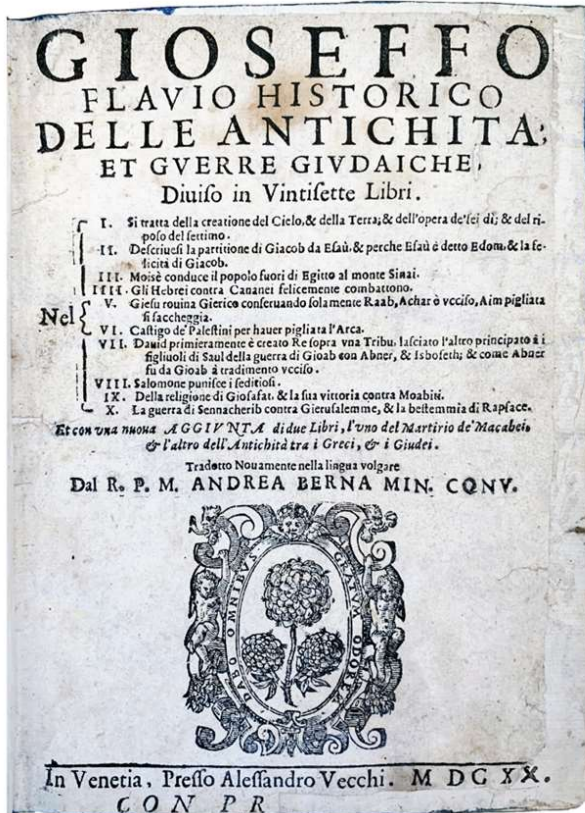 GIOSEFFO
FLAVIO HISTORICO
DELLE ANTICHITA,
ET GVERRE GIVDAICHE,
Diuiſo in Vintiſette Libri.
Nel
I. Si tratta della creatione del Cielo, & della Terra; & dell'opera de'ſei dì; & del ri-
poſo del ſettimo.
II. Deſcriueſi la partitione di Giacob da Eſaù, & perche Eſaù è detto Edom, & la fe-
licità di Giacob.
III. Moisè conduce il popolo fuori di Egitto al monte Sinai.
IIII. Gli Hebrei contra Cananei felicemente combattono.
V. Gieſu rouina Gierico conſeruando ſolamente Raab, Achar è vcciſo, Aim pigliata
ſi ſaccheggia.
VI. Caſtigo de'Paleſtini per hauer pigliata l'Arca.
VII. Dauid primieramente è creato Re ſopra vna Tribu, laſciato l'altro principato à i
figliuoli di Saul della guerra di Gioab con Abner, & Isboſeth; & come Abner
fu da Gioab à tradimento vcciſo.
VIII. Salomone puniſce i ſeditioſi.
IX. Della religione di Gioſafat, & la ſua vittoria contra Moabiti.
X. La guerra di Sennacherib contra Gieruſalemme, & la beſtemmia di Rapſace.
Et con vna nuoua AGGIVNTA di due Libri, l'vno del Martirio de'Macabei,
& l'altro dell'Antichità tra i Greci, & i Giudei.
Tradotto Nouamente nella lingua volgare
Dal R. P. M. ANDREA BERNA MIN. CONV.
DABO OMNIBVS GRATVM ODOREM
In Venetia, Preſſo Aleſſandro Vecchi. M DC XX.
CON PR